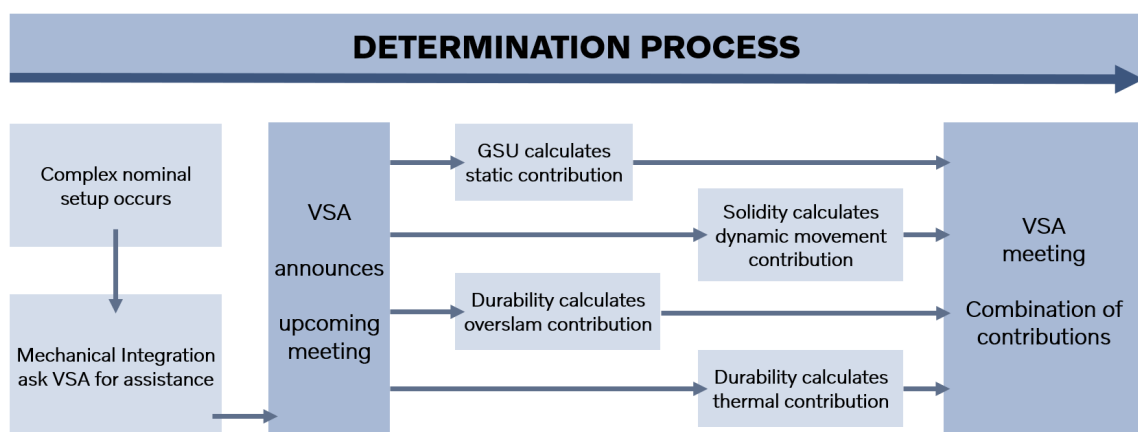 DETERMINATION PROCESS
Complex nominal
setup occurs
Mechanical Integration
ask VSA for assistance
VSA
announces
upcoming
meeting
GSU calculates
static contribution
Solidity calculates
dynamic movement
contribution
Durability calculates
overslam contribution
Durability calculates
thermal contribution
VSA
meeting
Combination of
contributions